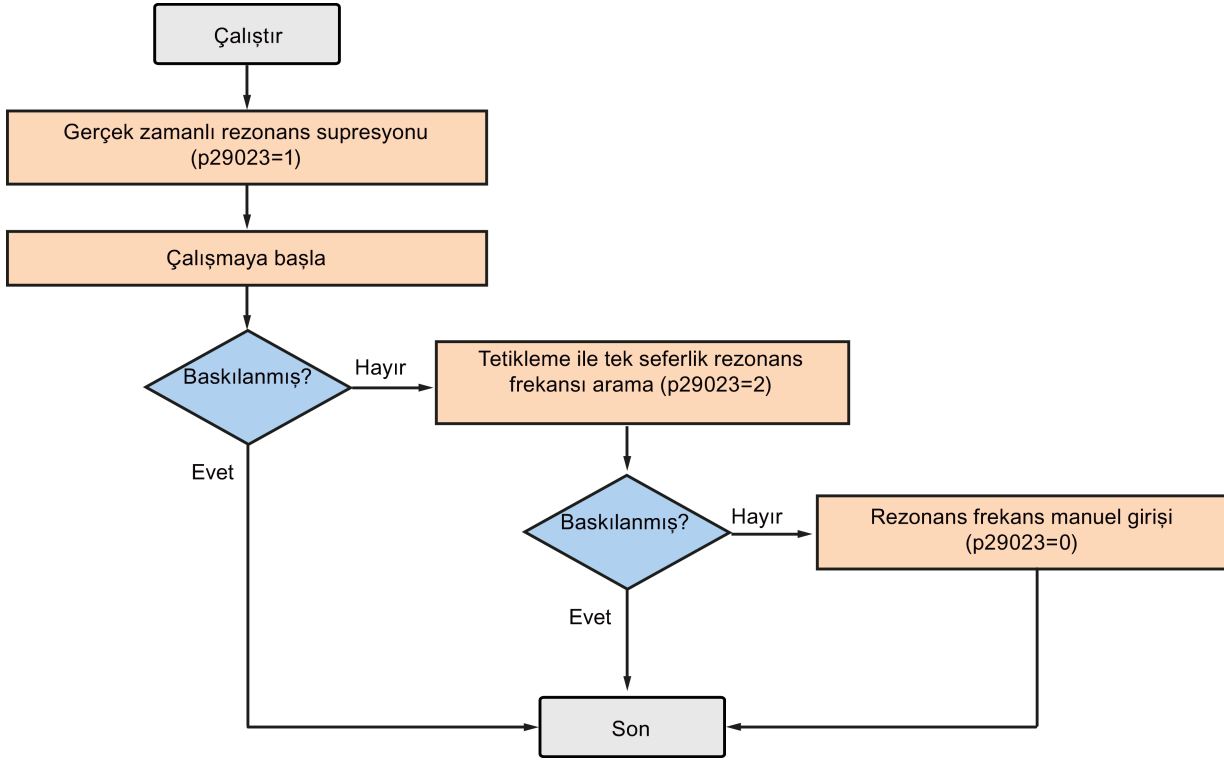 Çalıştır
Gerçek zamanlı rezonans supresyonu
(p29023=1)
Çalışmaya başla
Baskılanmış?
Hayır
Tetikleme ile tek seferlik rezonans
frekansı arama (p29023=2)
Evet
Baskılanmış?
Hayır
Rezonans frekans manuel girişi
(p29023=0)
Evet
Son